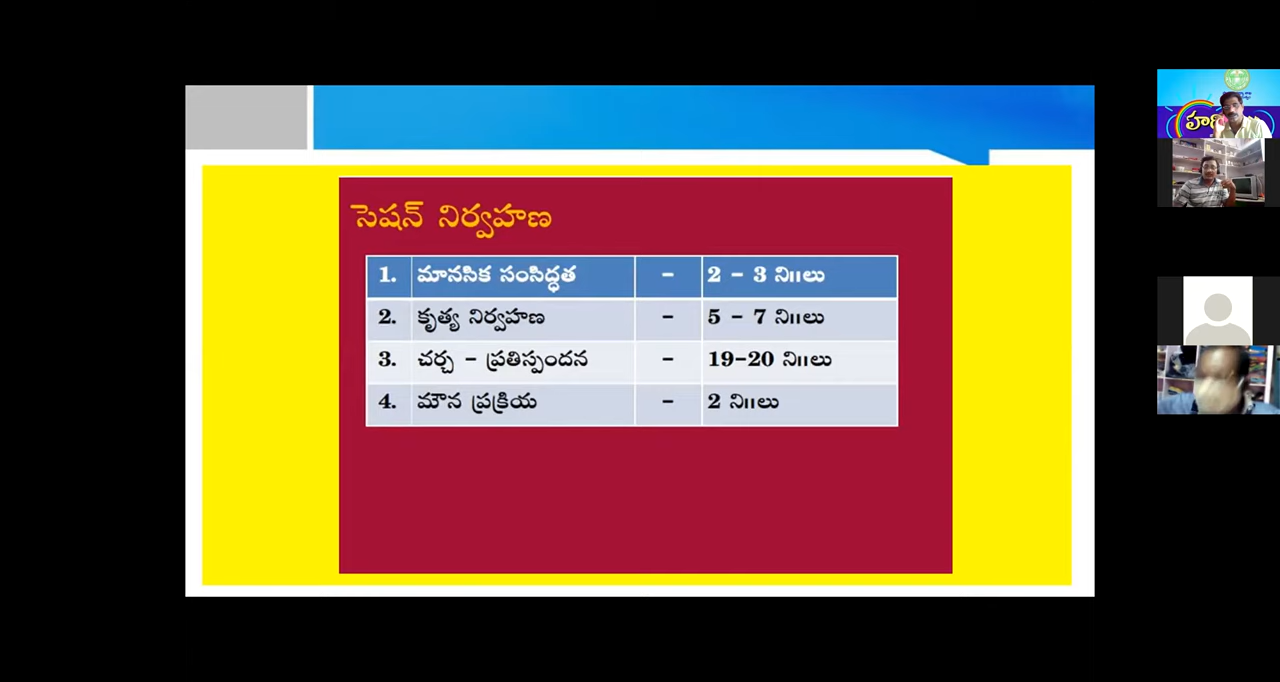 సెషన్ నిర్వహణ
1. మానసిక సంసిద్ధత – 2 – 3 ని॥లు
2. కృత్య నిర్వహణ – 5 – 7 ని॥లు
3. చర్చ – ప్రతిస్పందన – 19-20 ని॥లు
4. మౌన ప్రక్రియ – 2 ని॥లు